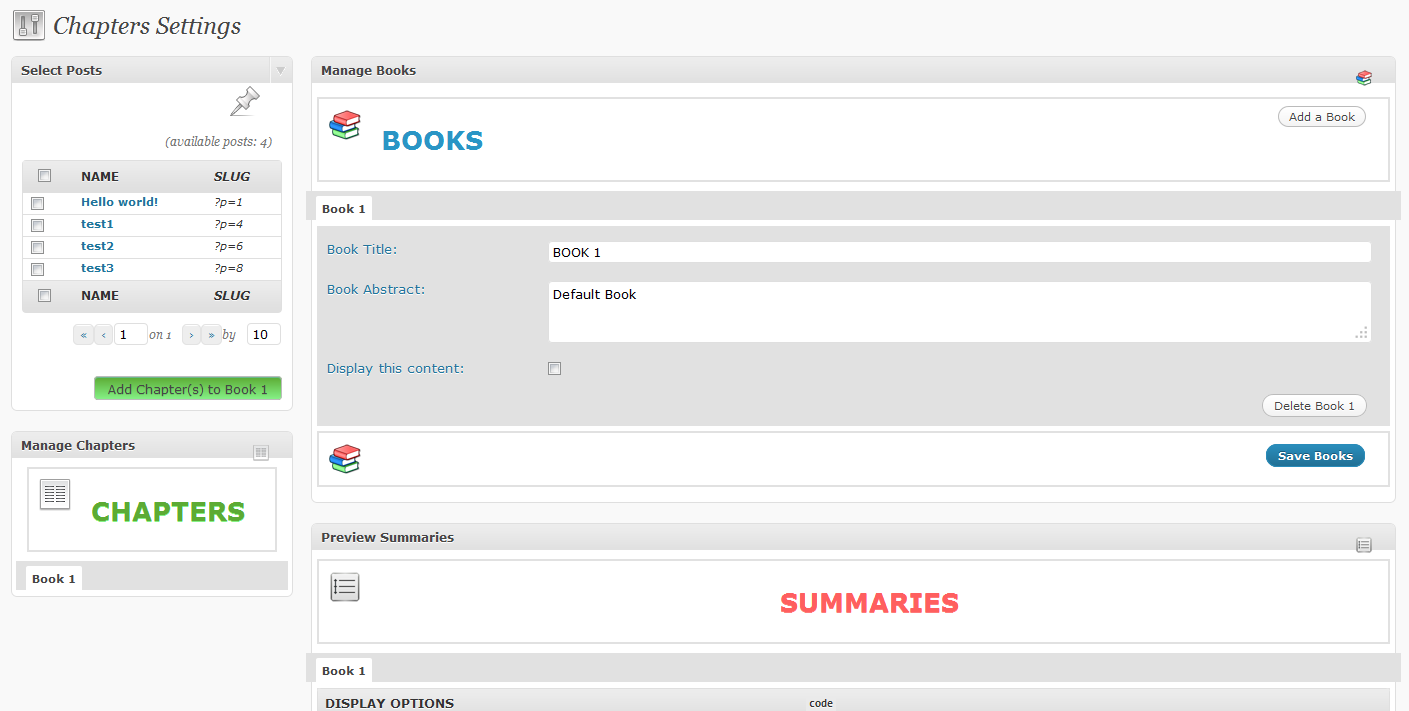 Chapters Settings
Select Posts
(available posts: 4)
NAME SLUG
Hello world! ?p=1
test1 ?p=4
test2 ?p=6
test3 ?p=8
NAME SLUG
« ‹ 1 on 1 › » by 10
Add Chapter(s) to Book 1
Manage Chapters
CHAPTERS
Book 1
Manage Books
BOOKS
Add a Book
Book 1
Book Title: BOOK 1
Book Abstract: Default Book
Display this content:
Delete Book 1
Save Books
Preview Summaries
SUMMARIES
Book 1
DISPLAY OPTIONS code